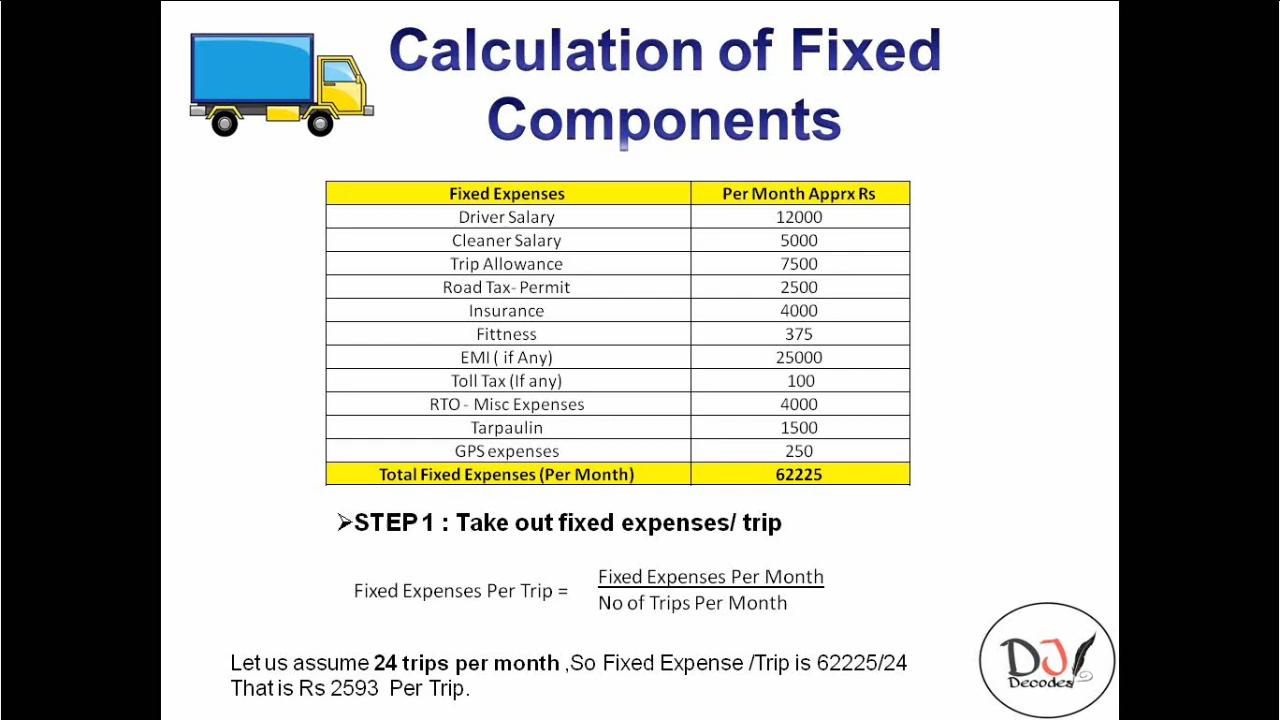 Calculation of Fixed
Components
Fixed Expenses Per Month Apprx Rs
Driver Salary 12000
Cleaner Salary 5000
Trip Allowance 7500
Road Tax- Permit 2500
Insurance 4000
Fittness 375
EMI ( if Any) 25000
Toll Tax (If any) 100
RTO - Misc Expenses 4000
Tarpaulin 1500
GPS expenses 250
Total Fixed Expenses (Per Month) 62225
➢STEP 1 : Take out fixed expenses/ trip
Fixed Expenses Per Month
Fixed Expenses Per Trip =
No of Trips Per Month
Let us assume 24 trips per month ,So Fixed Expense /Trip is 62225/24
That is Rs 2593 Per Trip.
DJ
Decodes